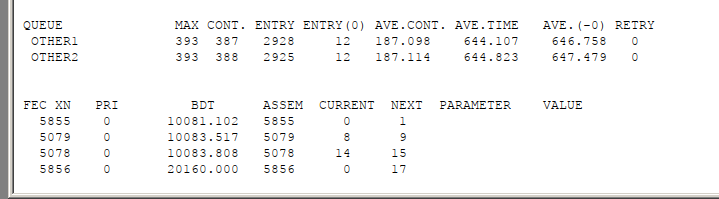 QUEUE MAX CONT. ENTRY ENTRY(0) AVE.CONT. AVE.TIME AVE.(-0) RETRY
OTHER1 393 387 2928 12 187.098 644.107 646.758 0
OTHER2 393 388 2925 12 187.114 644.823 647.479 0
FEC XN PRI BDT ASSEM CURRENT NEXT PARAMETER VALUE
5855 0 10081.102 5855 0 1
5079 0 10083.517 5079 8 9
5078 0 10083.808 5078 14 15
5856 0 20160.000 5856 0 17